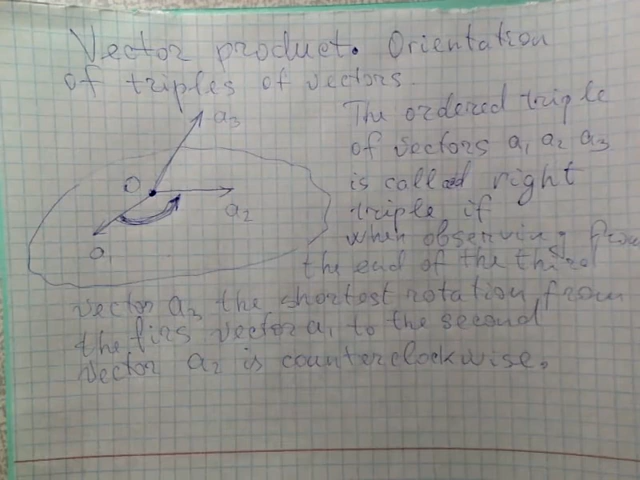 Vector product. Orientation
of triples of vectors.
a₃
The ordered triple
of vectors a₁ a₂ a₃
is called right
O
a₂
triple if
a₁
when observing from
the end of the third
vector a₃ the shortest rotation from
the firs vector a₁ to the second
vector a₂ is counterclockwise.